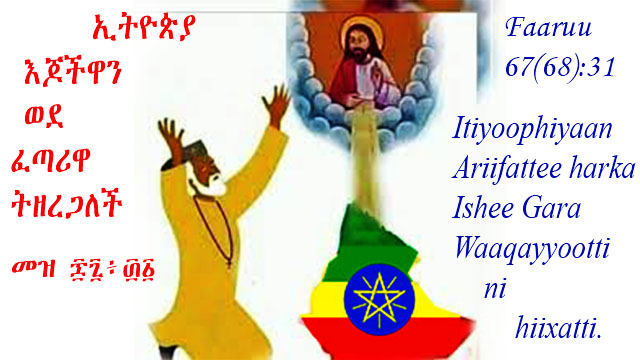 ኢትዮጵያ
እጆችዋን
ወደ
ፈጣሪዋ
ትዘረጋለች
መዝ ፷፯፥፴፩
Faaruu
67(68):31
Itiyoophiyaan
Ariifattee harka
Ishee Gara
Waaqayyootti
ni
hiixatti.